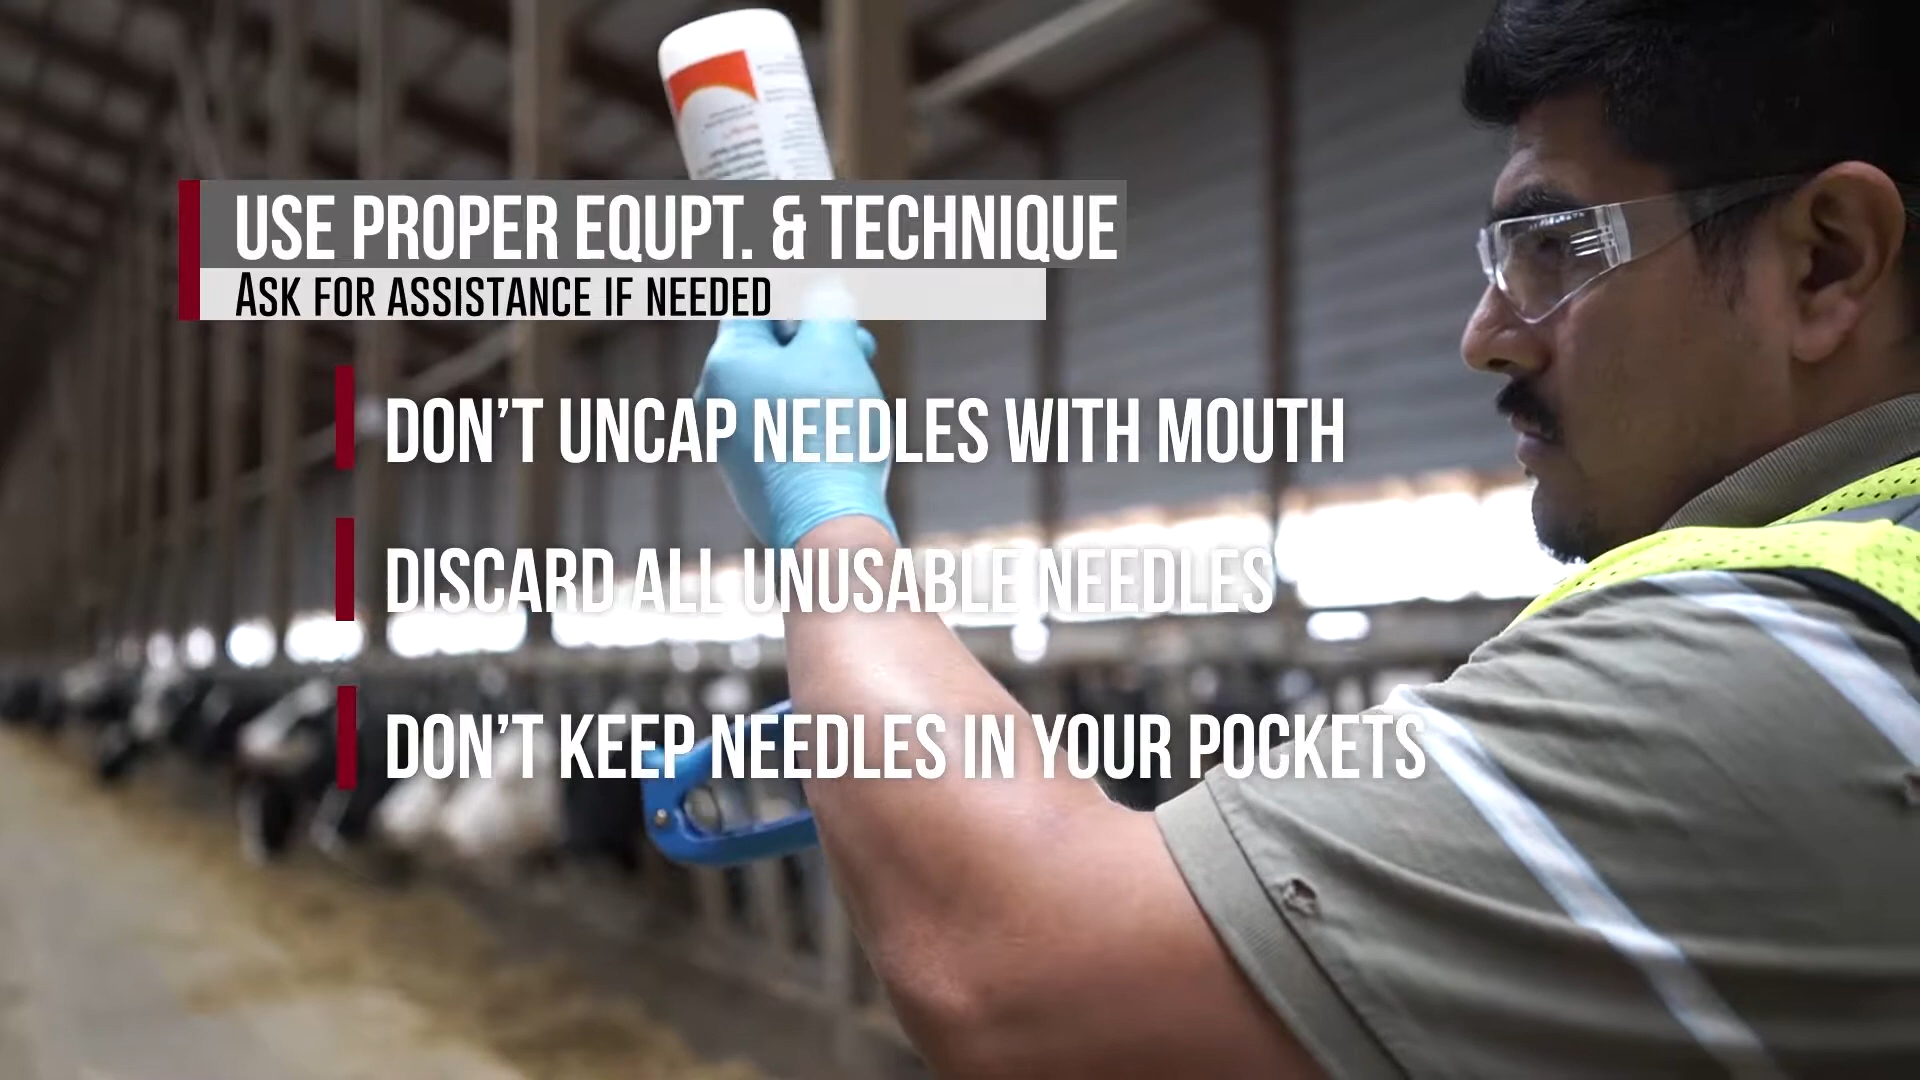 USE PROPER EQUPT. & TECHNIQUE
ASK FOR ASSISTANCE IF NEEDED
DON'T UNCAP NEEDLES WITH MOUTH
DISCARD ALL UNUSABLE NEEDLES
DON'T KEEP NEEDLES IN YOUR POCKETS